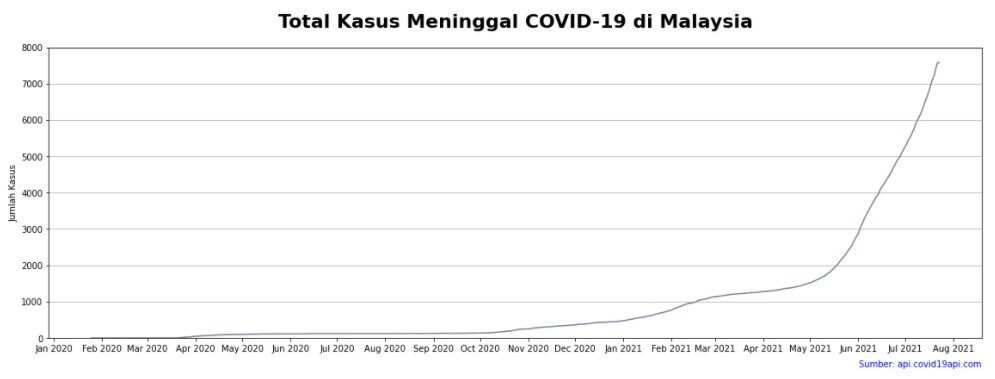 Total Kasus Meninggal COVID-19 di Malaysia
8000
7000
6000
5000
4000
3000
2000
1000
0
Jumlah Kasus
Jan 2020 Feb 2020 Mar 2020 Apr 2020 May 2020 Jun 2020 Jul 2020 Aug 2020 Sep 2020 Oct 2020 Nov 2020 Dec 2020 Jan 2021 Feb 2021 Mar 2021 Apr 2021 May 2021 Jun 2021 Jul 2021 Aug 2021
Sumber: api.covid19api.com